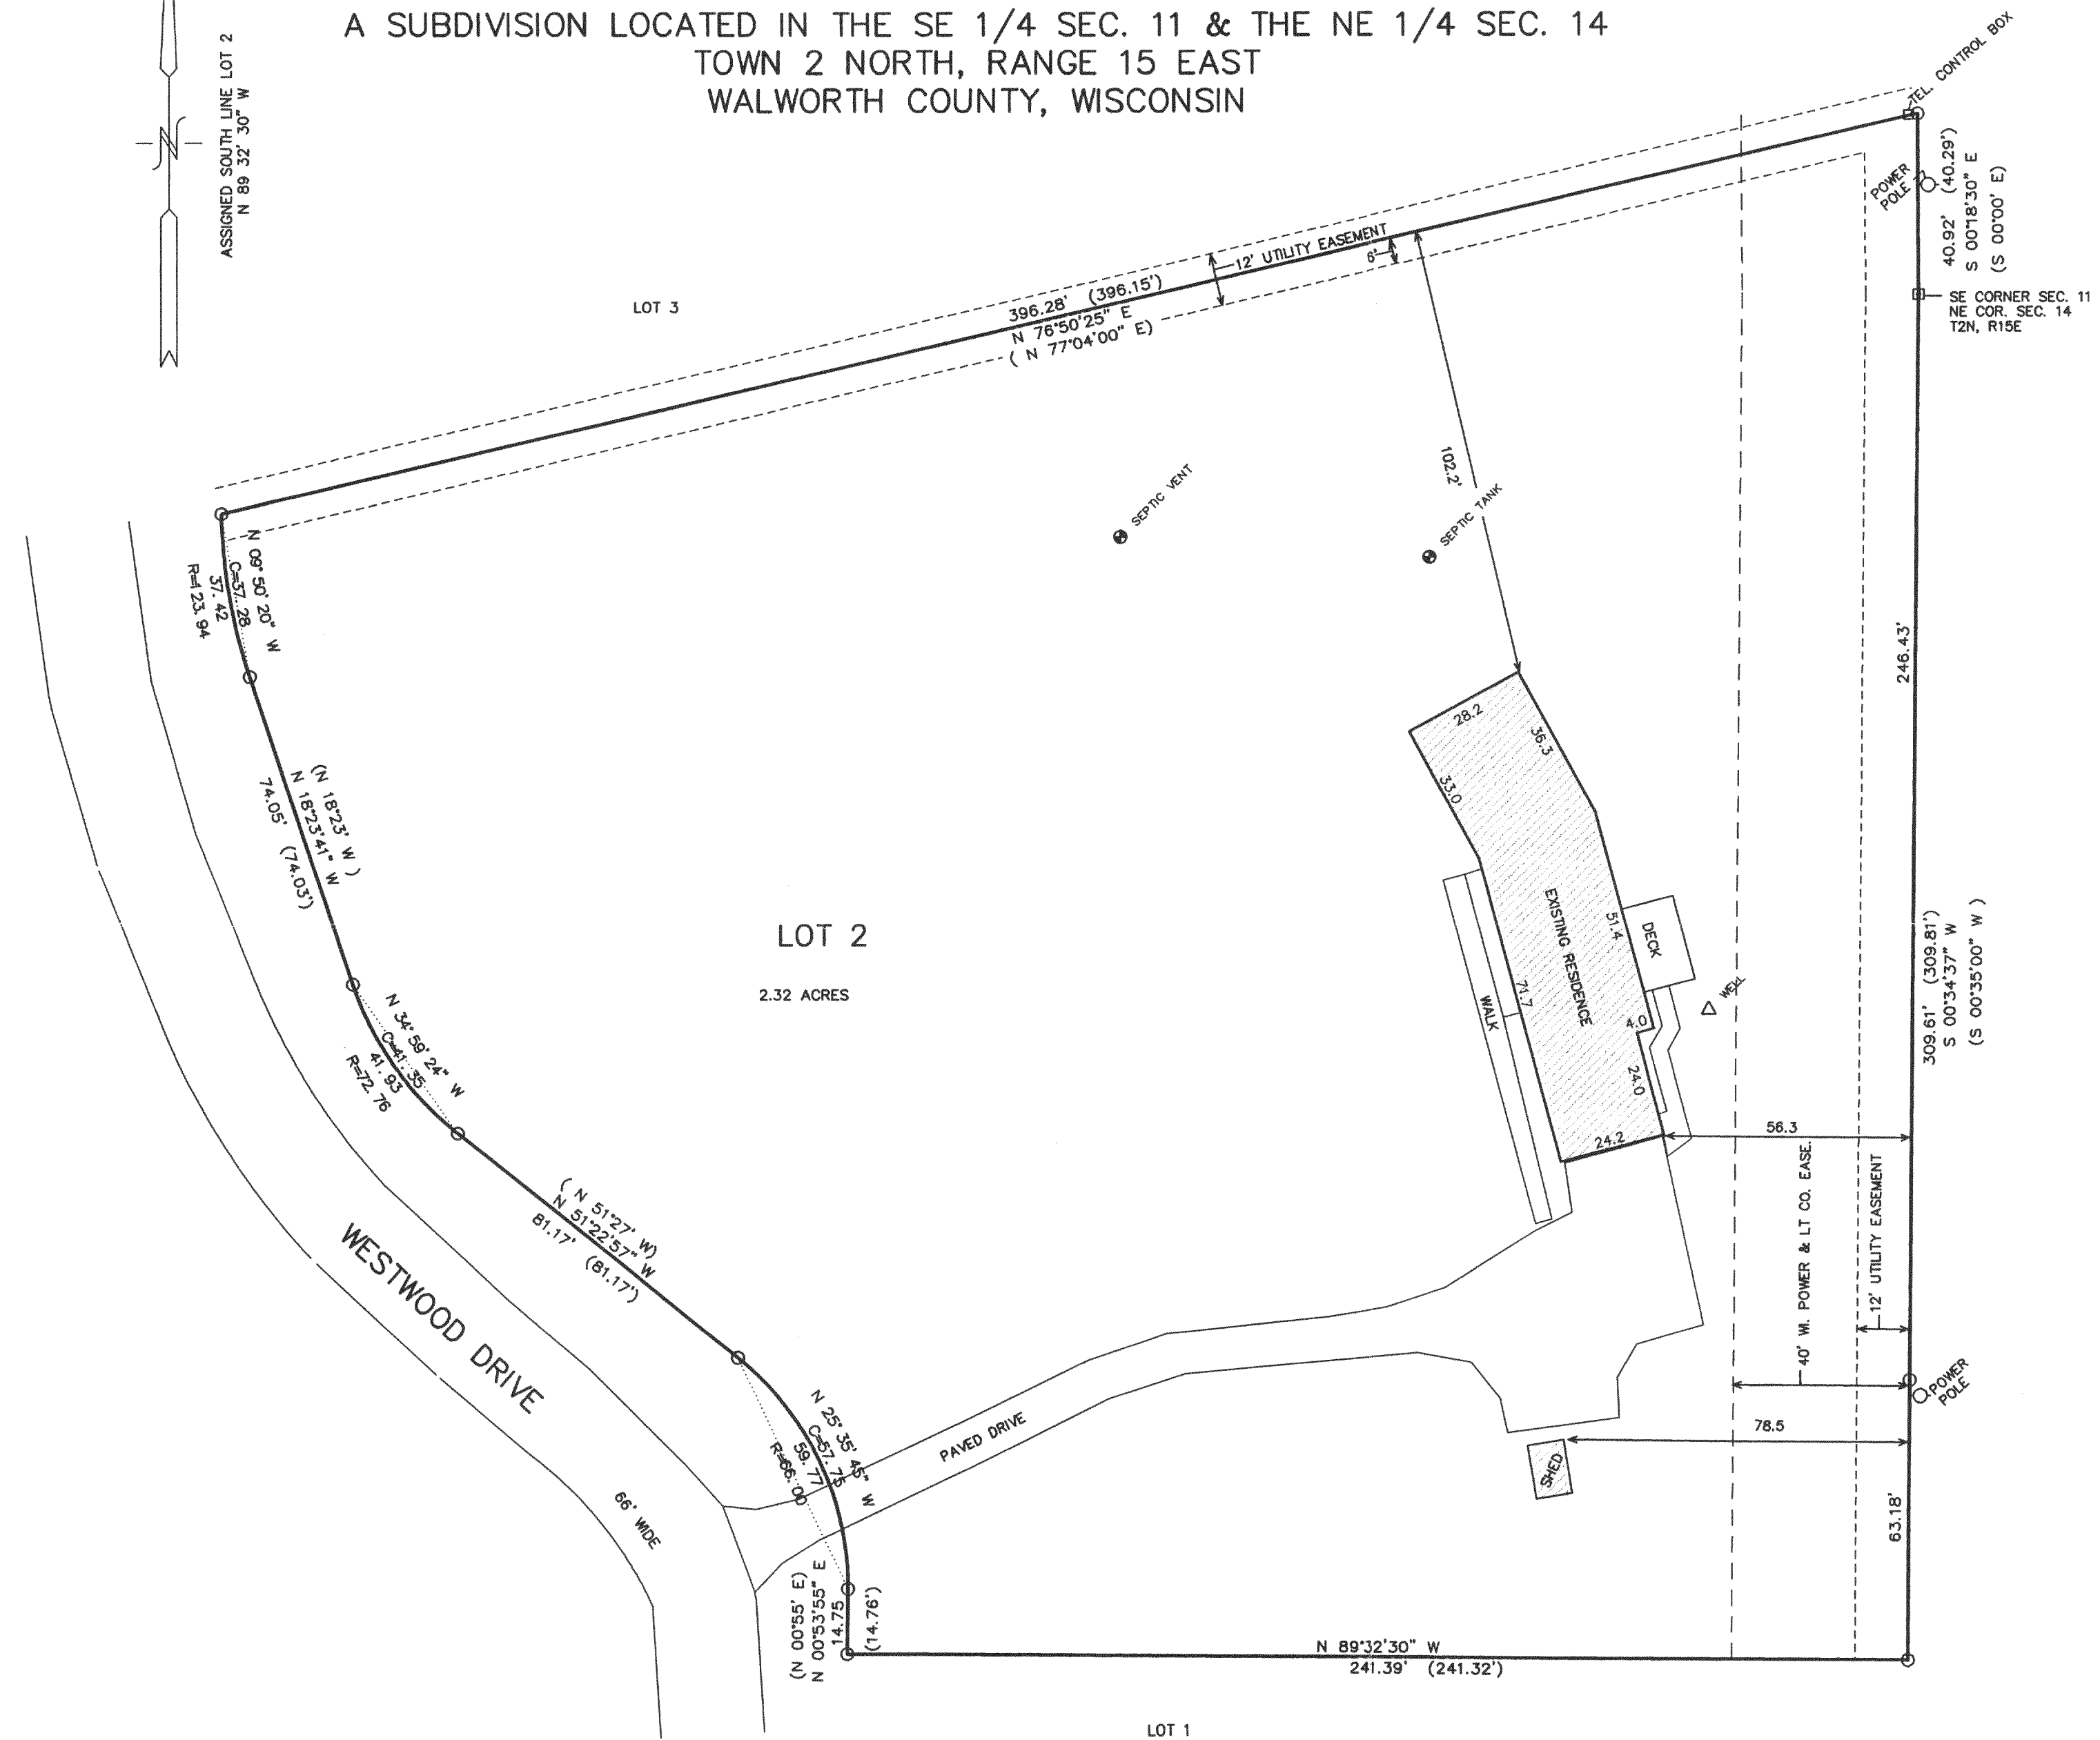 A SUBDIVISION LOCATED IN THE SE 1/4 SEC. 11 & THE NE 1/4 SEC. 14
TOWN 2 NORTH, RANGE 15 EAST
WALWORTH COUNTY, WISCONSIN
N
ASSIGNED SOUTH LINE LOT 2
N 89 32' 30" W
TEL. CONTROL BOX
POWER
POLE
40.92' (40.29')
S 00°18'30" E
(S 00°00' E)
SE CORNER SEC. 11
NE COR. SEC. 14
T2N, R15E
12' UTILITY EASEMENT
6'
LOT 3
396.28' (396.15')
N 76°50'25" E
( N 77°04'00" E)
102.2'
SEPTIC VENT
SEPTIC TANK
N 09° 50' 20" W
C=37.28
37.42
R=123.94
246.43'
28.2
36.3
33.0
(N 18°23' W )
N 18°23'41" W
74.05' (74.03')
LOT 2
2.32 ACRES
EXISTING RESIDENCE
51.4
DECK
71.7
WALK
4.0
24.0
24.2
WELL
309.61' (309.81')
S 00°34'37" W
(S 00°35'00" W )
N 34° 59' 24" W
C=41.35
41.93
R=72.76
56.3
( N 51°27' W)
N 51°22'57" W
81.17' (81.17')
40' WI. POWER & LT CO. EASE.
12' UTILITY EASEMENT
WESTWOOD DRIVE
POWER
POLE
78.5
N 25° 35' 45" W
C=57.75
59.77
R=66.00
PAVED DRIVE
SHED
66' WIDE
63.18'
(N 00°55' E)
N 00°53'55" E
14.75
(14.76')
N 89°32'30" W
241.39' (241.32')
LOT 1